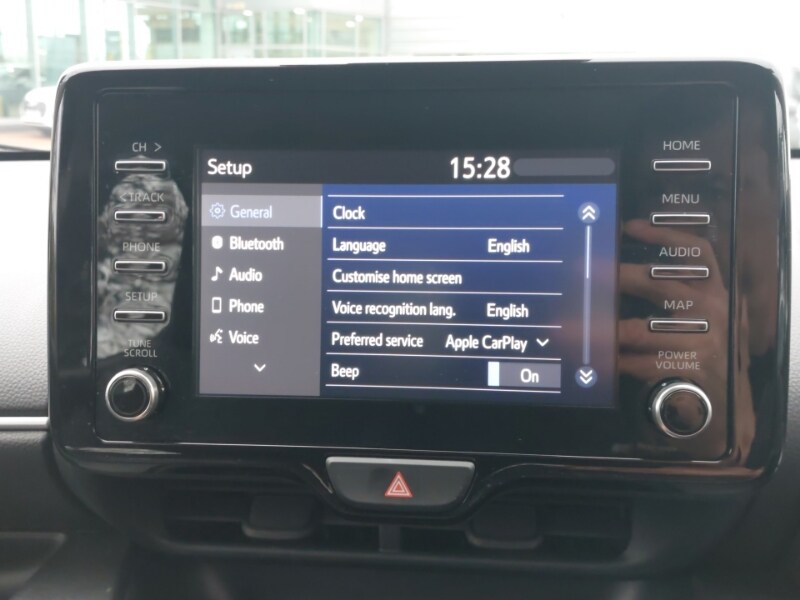 CH >
< TRACK
PHONE
SETUP
TUNE
SCROLL
Setup 15:28
General
Bluetooth
Audio
Phone
Voice
Clock
Language English
Customise home screen
Voice recognition lang. English
Preferred service Apple CarPlay
Beep On
HOME
MENU
AUDIO
MAP
POWER
VOLUME